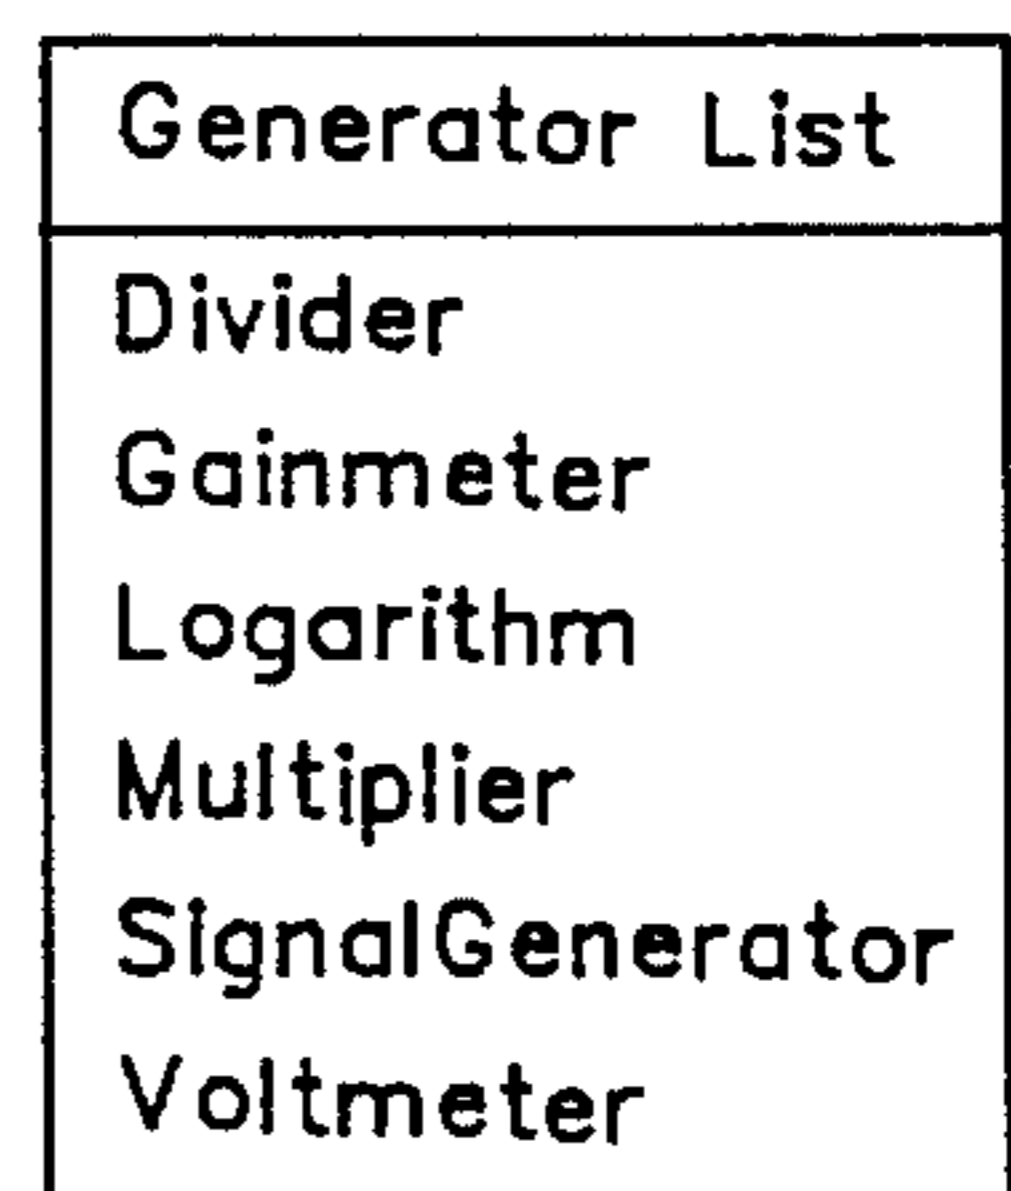 Generator List
Divider
Gainmeter
Logarithm
Multiplier
SignalGenerator
Voltmeter